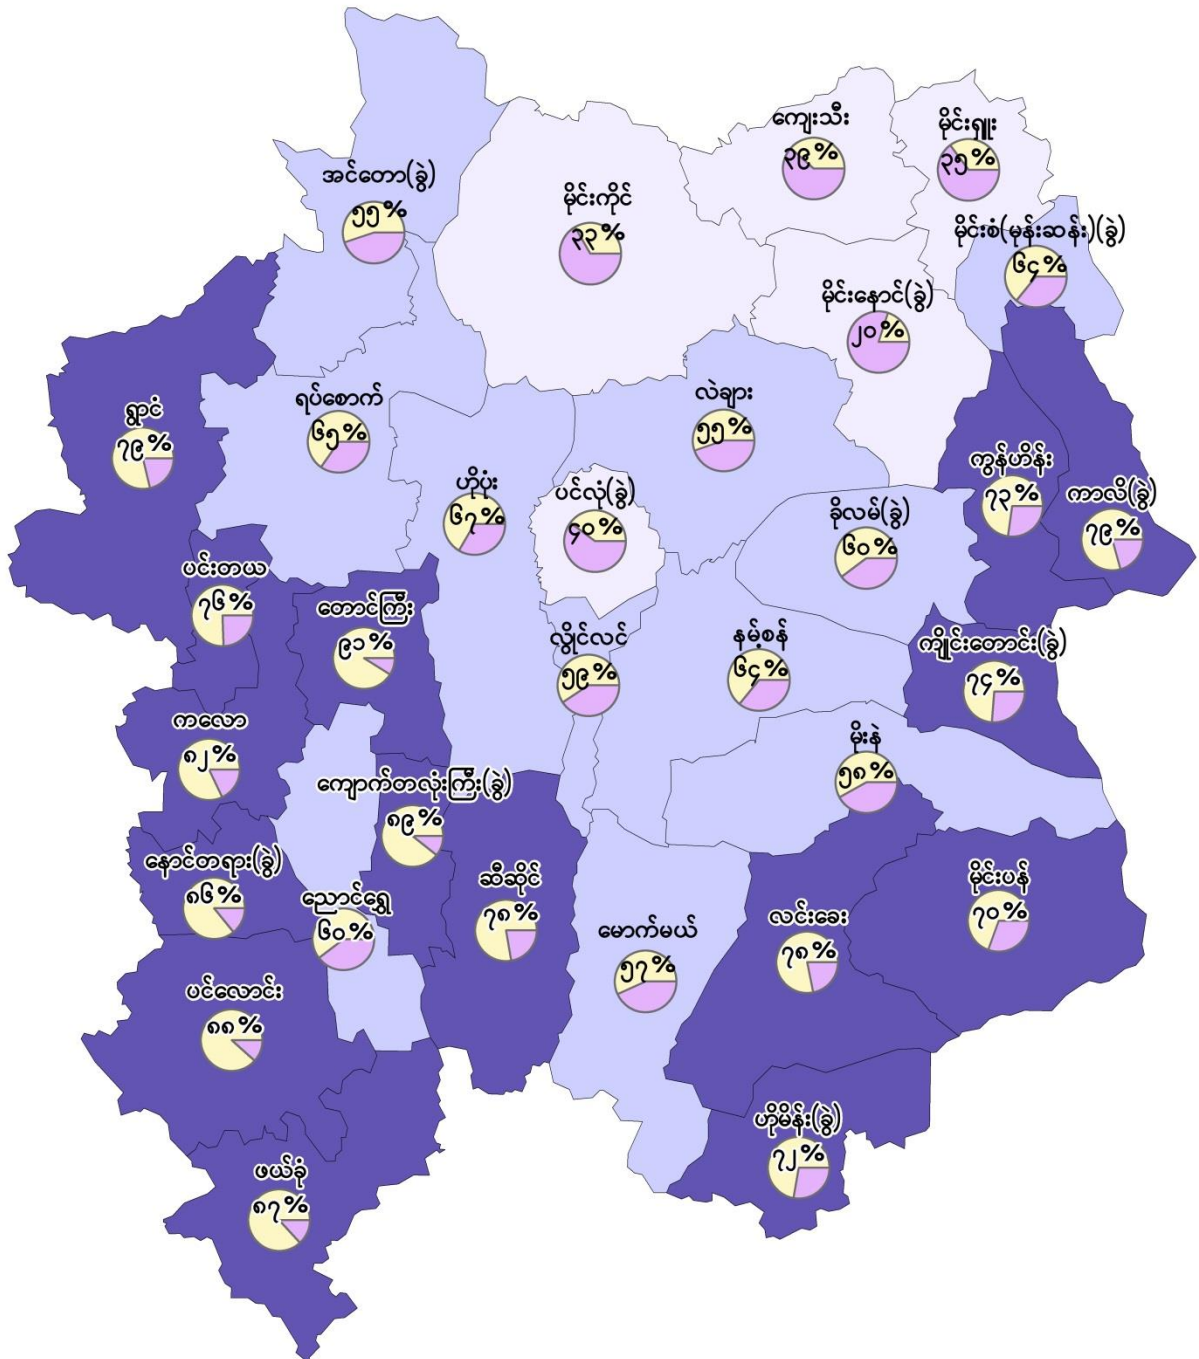 ကျေးသီး
၃၉%
မိုင်းရှူး
၃၅%
အင်တော(ခွဲ)
၅၅%
မိုင်းကိုင်
၃၃%
မိုင်းစံ(မုန်းဆန်း)(ခွဲ)
၆၄%
မိုင်းနောင်(ခွဲ)
၂၀%
ရွာငံ
၇၉%
ရပ်စောက်
၆၅%
လဲချား
၅၅%
ဟိုပုံး
၆၇%
ပင်လုံ(ခွဲ)
၄၀%
ခိုလမ်(ခွဲ)
၆၀%
ကွန်ဟိန်း
၇၃%
ကာလိ(ခွဲ)
၇၉%
ပင်းတယ
၇၆%
တောင်ကြီး
၉၁%
လွိုင်လင်
၅၉%
နမ့်စန်
၆၄%
ကျိုင်းတောင်း(ခွဲ)
၇၄%
ကလော
၈၂%
ကျောက်တလုံးကြီး(ခွဲ)
၈၉%
မိုးနဲ
၅၈%
နောင်တရား(ခွဲ)
၈၆%
ညောင်ရွှေ
၆၀%
ဆီဆိုင်
၇၈%
မောက်မယ်
၅၇%
လင်းခေး
၇၈%
မိုင်းပန်
၇၀%
ပင်လောင်း
၈၈%
ဖယ်ခုံ
၈၇%
ဟိုမိန်း(ခွဲ)
၇၂%